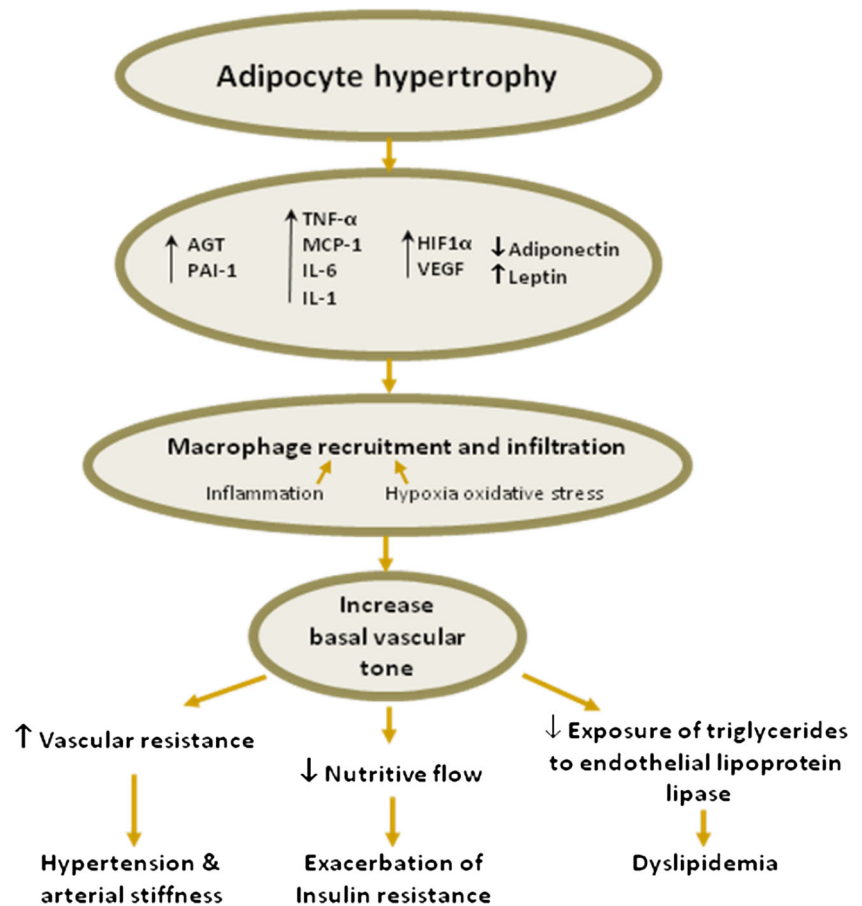 Adipocyte hypertrophy
↑ AGT
PAI-1
↑ TNF-α
MCP-1
IL-6
IL-1
↑ HIF1α
VEGF
↓ Adiponectin
↑ Leptin
Macrophage recruitment and infiltration
Inflammation
Hypoxia oxidative stress
Increase
basal vascular
tone
↑ Vascular resistance
Hypertension &
arterial stiffness
↓ Nutritive flow
Exacerbation of
Insulin resistance
↓ Exposure of triglycerides
to endothelial lipoprotein
lipase
Dyslipidemia